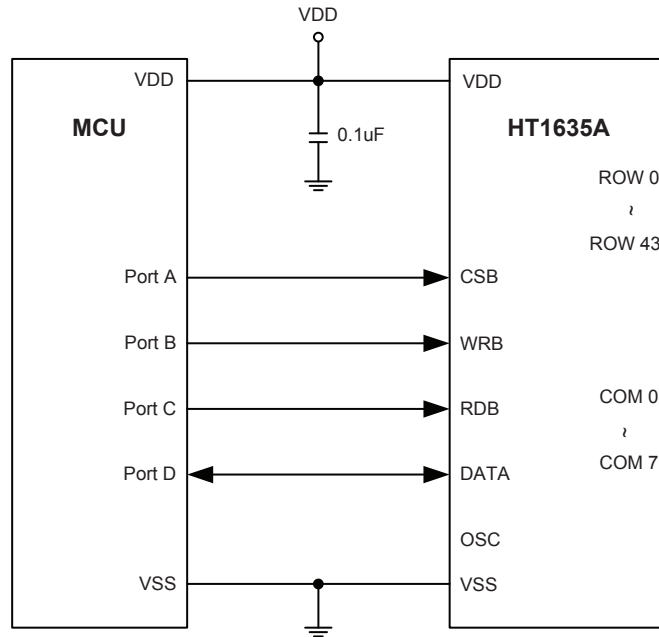 VDD
VDD
VDD
MCU
0.1uF
HT1635A
ROW 0
~
ROW 43
Port A
CSB
Port B
WRB
Port C
RDB
COM 0
~
COM 7
Port D
DATA
OSC
VSS
VSS